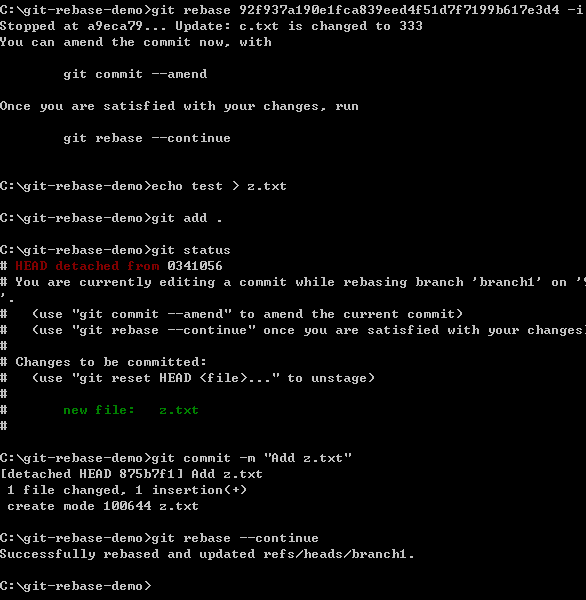 C:\git-rebase-demo>git rebase 92f937a190e1fca839eed4f51d7f7199b617e3d4 -i
Stopped at a9eca79... Update: c.txt is changed to 333
You can amend the commit now, with
git commit --amend
Once you are satisfied with your changes, run
git rebase --continue
C:\git-rebase-demo>echo test > z.txt
C:\git-rebase-demo>git add .
C:\git-rebase-demo>git status
# HEAD detached from 0341056
# You are currently editing a commit while rebasing branch 'branch1' on '9
'.
#   (use "git commit --amend" to amend the current commit)
#   (use "git rebase --continue" once you are satisfied with your changes)
#
# Changes to be committed:
#   (use "git reset HEAD <file>..." to unstage)
#
#       new file:   z.txt
#
C:\git-rebase-demo>git commit -m "Add z.txt"
[detached HEAD 875b7f1] Add z.txt
1 file changed, 1 insertion(+)
create mode 100644 z.txt
C:\git-rebase-demo>git rebase --continue
Successfully rebased and updated refs/heads/branch1.
C:\git-rebase-demo>